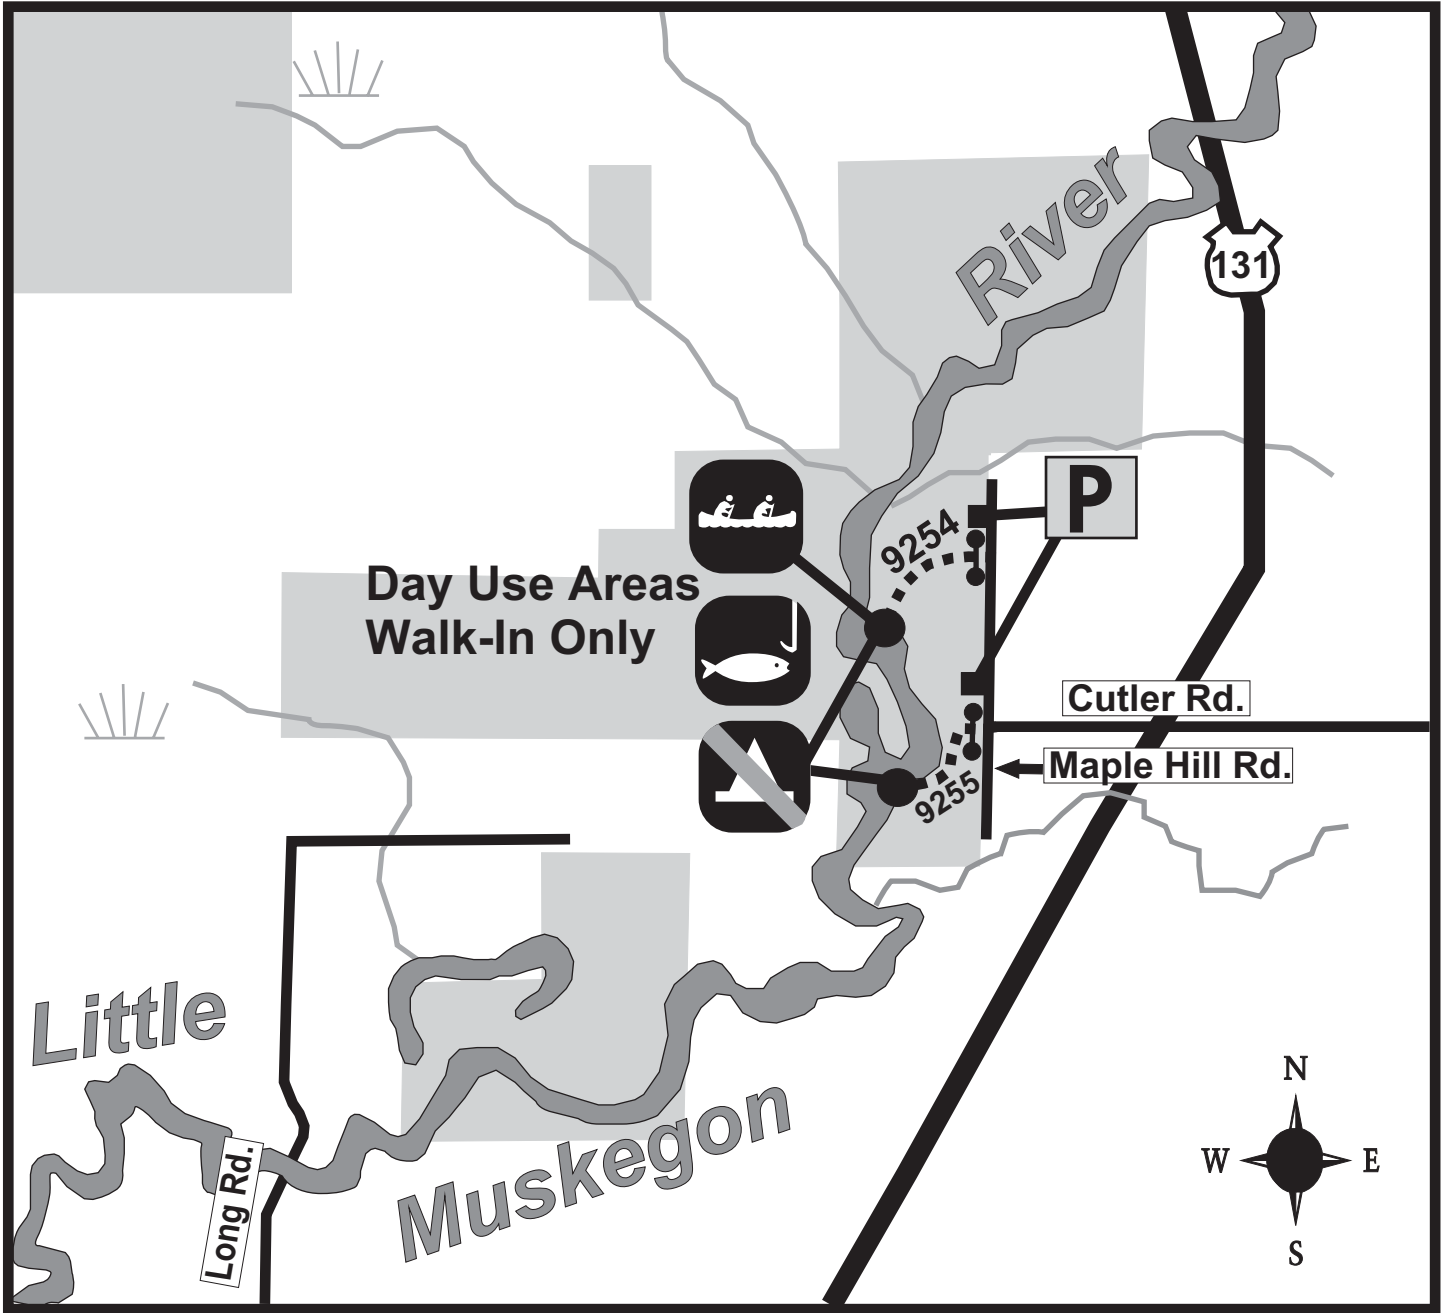 River
131
P
9254
Day Use Areas
Walk-In Only
Cutler Rd.
Maple Hill Rd.
9255
Little
Muskegon
Long Rd.
N
W
E
S